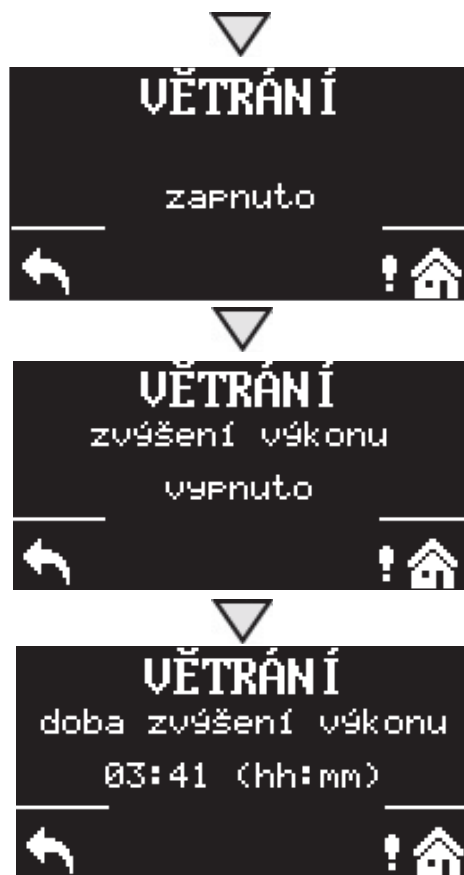 VĚTRÁNÍ
zapnuto
!
VĚTRÁNÍ
zvýšení výkonu
vypnuto
!
VĚTRÁNÍ
doba zvýšení výkonu
03:41 (hh:mm)
!